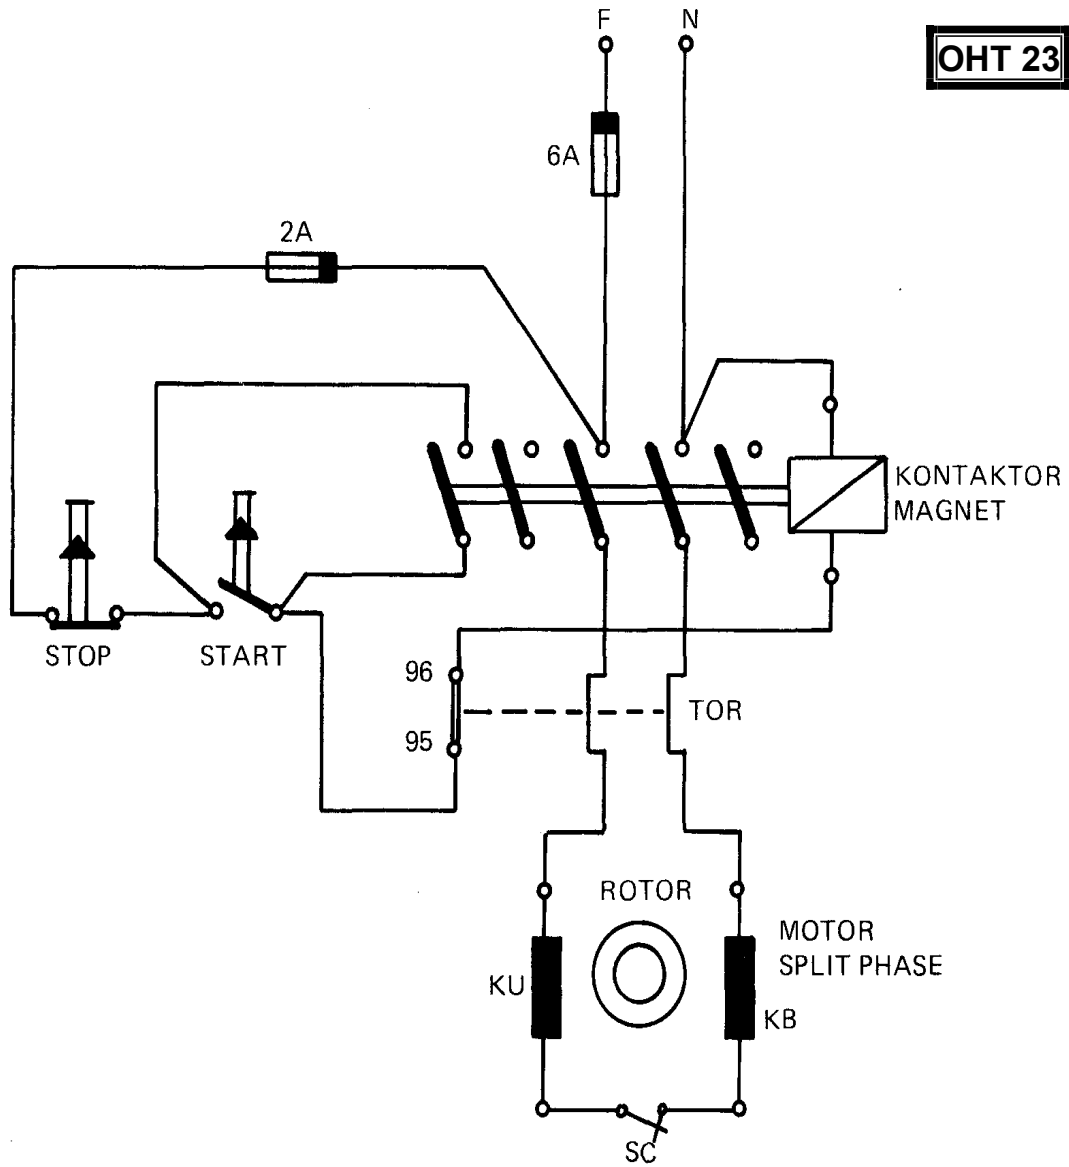 F
N
OHT 23
6A
2A
KONTAKTOR
MAGNET
STOP
START
96
95
TOR
ROTOR
MOTOR
SPLIT PHASE
KU
KB
SC